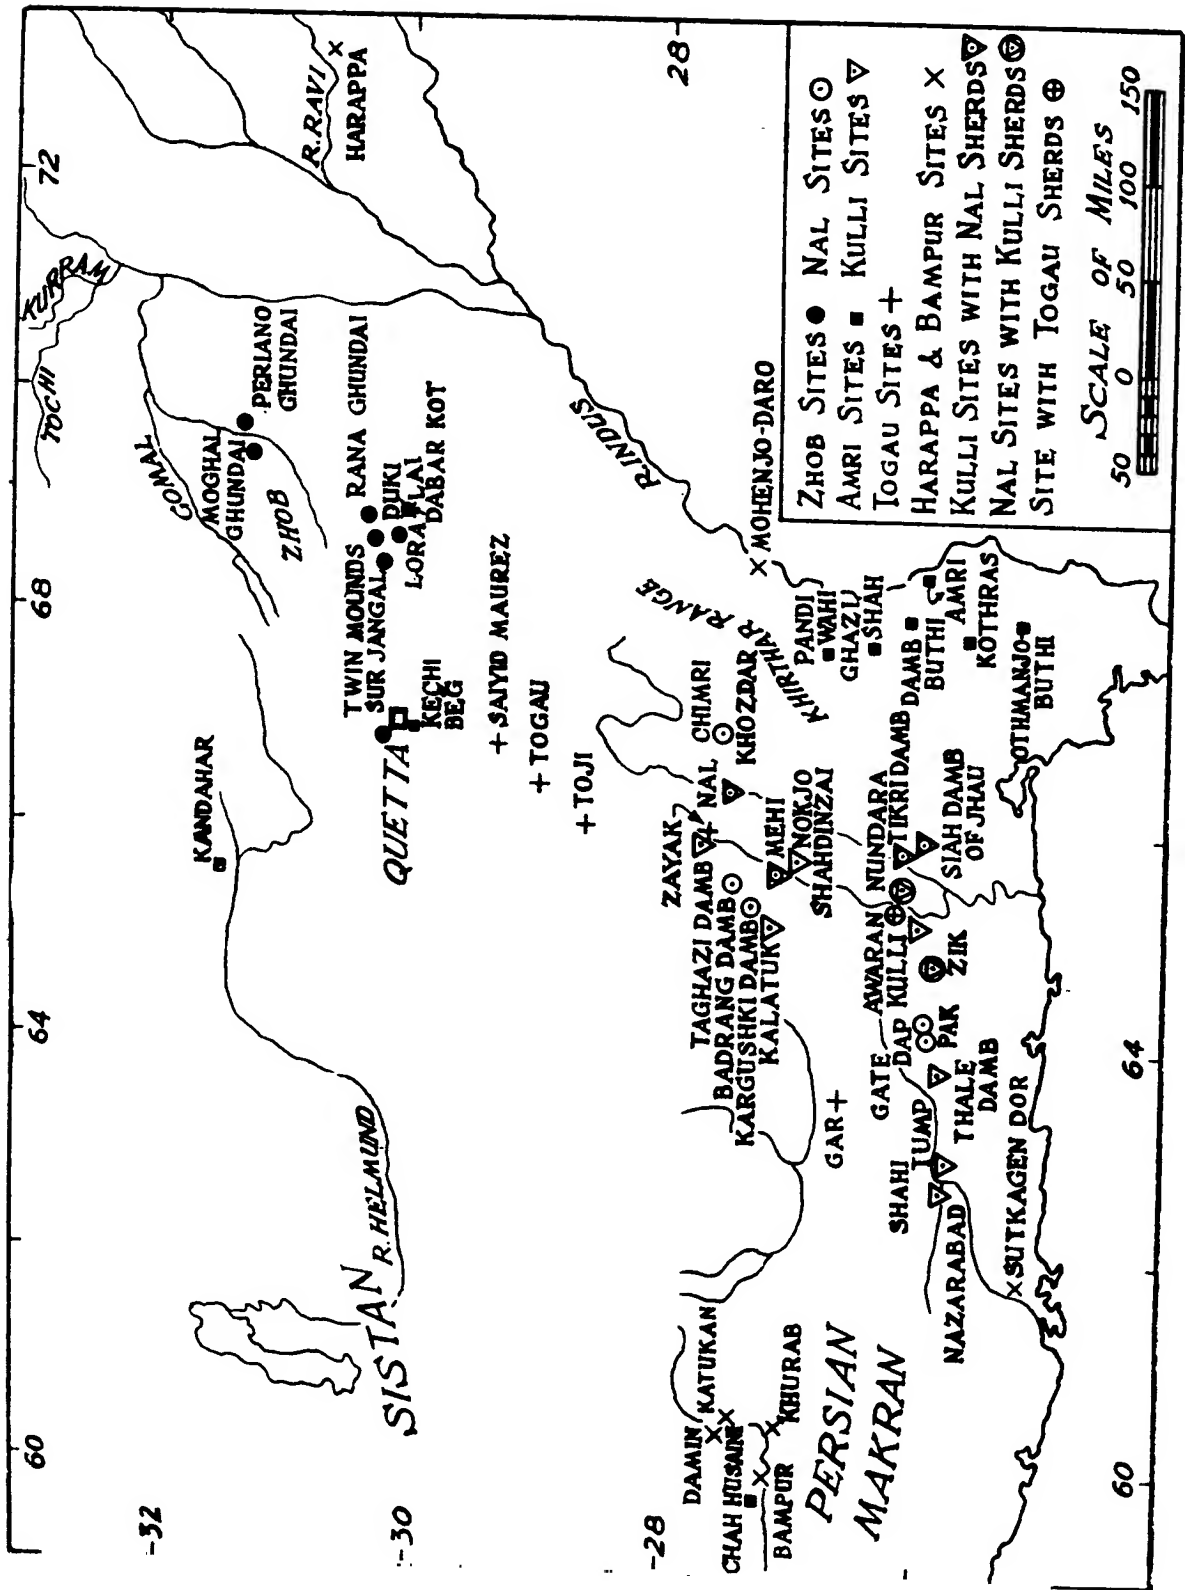 60
64
68
72
-32
-30
-28
28
60
64
KURRAM
TOCHI
GOMAL
ZHOB
R. RAVI
HARAPPA
PERIANO
GHUNDAI
MOGHAL
GHUNDAI
RANA GHUNDAI
DUKI
LORALAI
DABAR KOT
TWIN MOUNDS
SUR JANGAL
KECHI
BEG
QUETTA
KANDAHAR
SISTAN
R. HELMUND
SAIYID MAUREZ
TOGAU
TOJI
R. INDUS
MOHENJO-DARO
KHIRTHAR RANGE
PANDI
WAHI
GHAZI
SHAH
DAMB
BUTHI
AMRI
KOTHRAS
OTHMANJO-
BUTHI
CHIMRI
KHOZDAR
NAL
ZAYAK
MEHI
NOKJO
SHAHDINZAI
TAGHAZI DAMB
BADRANG DAMB
KARGUSHKI DAMB
KALATUK
NUNDARA
TIKRI DAMB
SIAH DAMB
OF JHAU
AWARAN
KULLI
ZIK
GATE
DAP
PAK
THALE
DAMB
GAR
SHAHI
TUMP
NAZARABAD
SUTKAGEN DOR
DAMIN
KATUKAN
CHAH HUSAINI
BAMPUR
KHURAB
PERSIAN
MAKRAN
ZHOB SITES NAL SITES
AMRI SITES KULLI SITES
TOGAU SITES
HARAPPA & BAMPUR SITES
KULLI SITES WITH NAL SHERDS
NAL SITES WITH KULLI SHERDS
SITE WITH TOGAU SHERDS
SCALE OF MILES
50 0 50 100 150